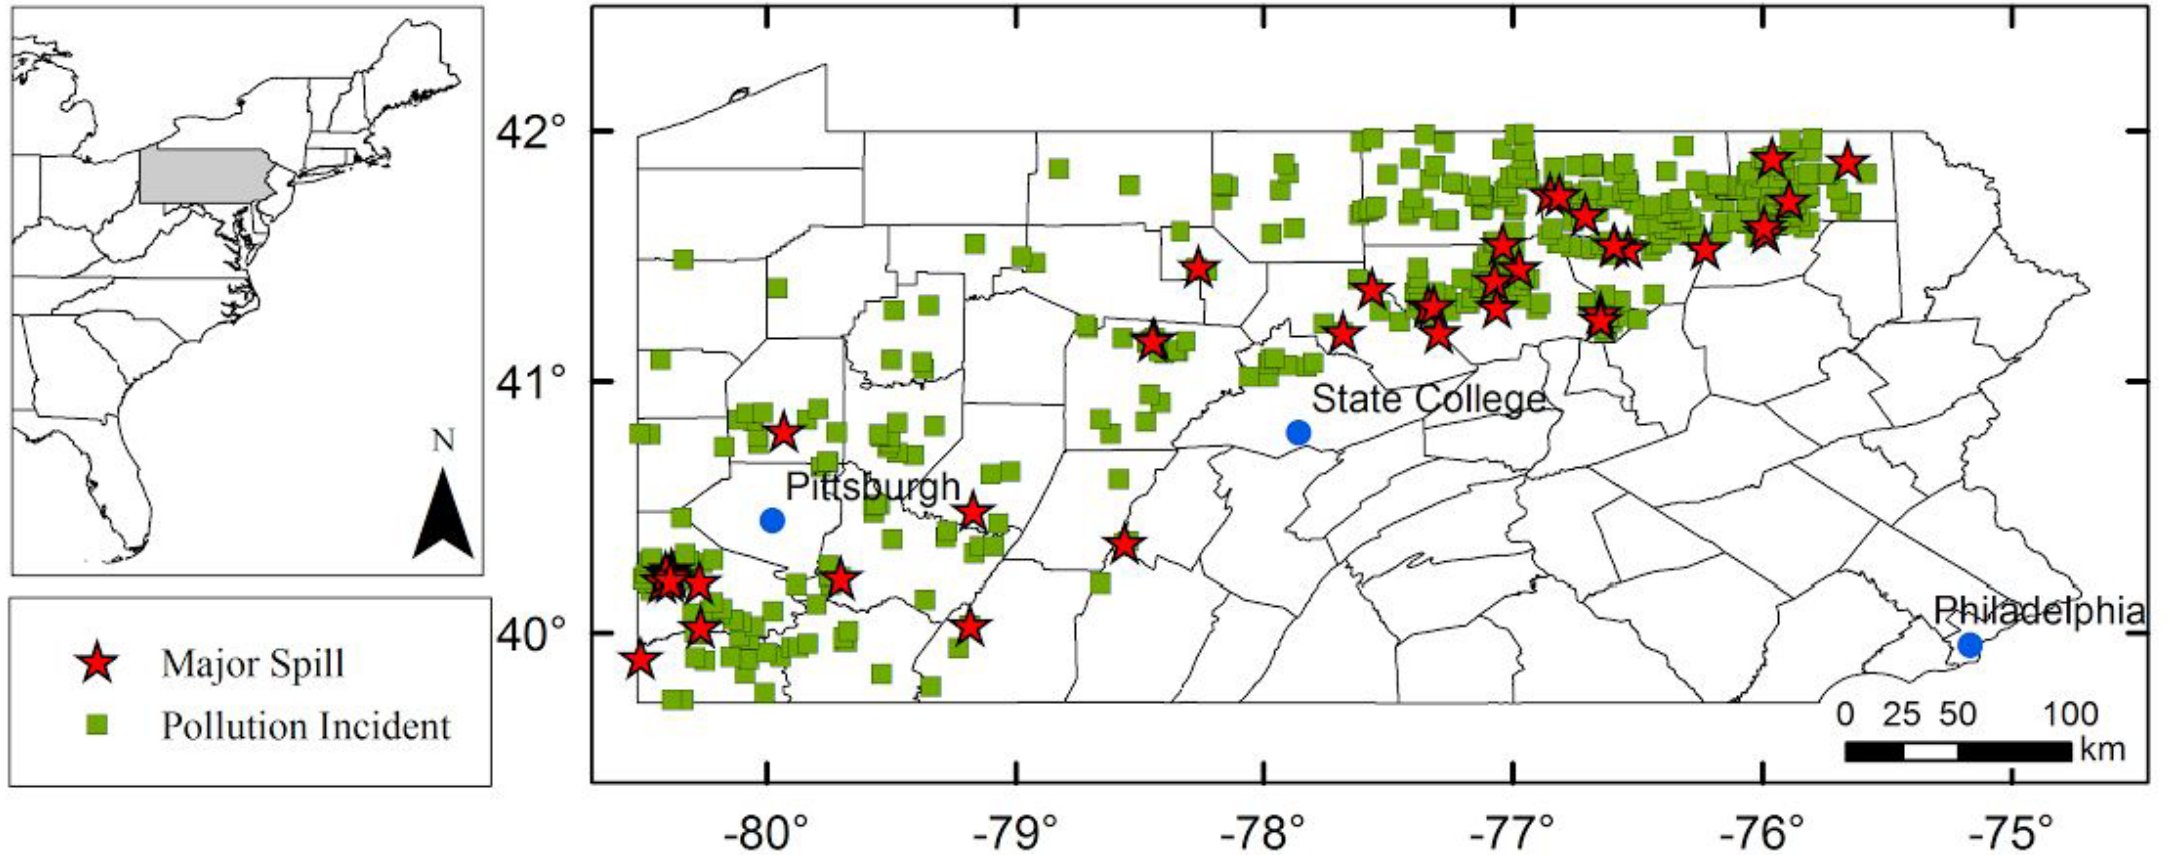 N
Major Spill
Pollution Incident
42°
41°
40°
State College
Pittsburgh
Philadelphia
0 25 50 100
km
-80° -79° -78° -77° -76° -75°